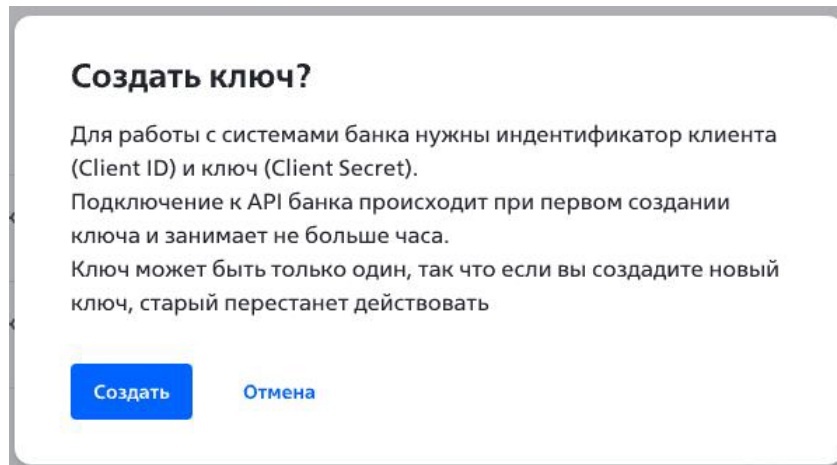 Создать ключ?
Для работы с системами банка нужны индентификатор клиента
(Client ID) и ключ (Client Secret).
Подключение к API банка происходит при первом создании
ключа и занимает не больше часа.
Ключ может быть только один, так что если вы создадите новый
ключ, старый перестанет действовать
Создать
Отмена